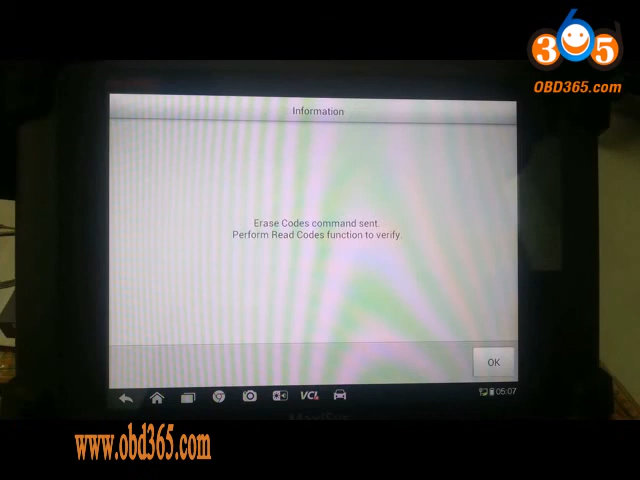 365
OBD365.com
Information
Erase Codes command sent.
Perform Read Codes function to verify.
OK
VCI
05:07
www.obd365.com